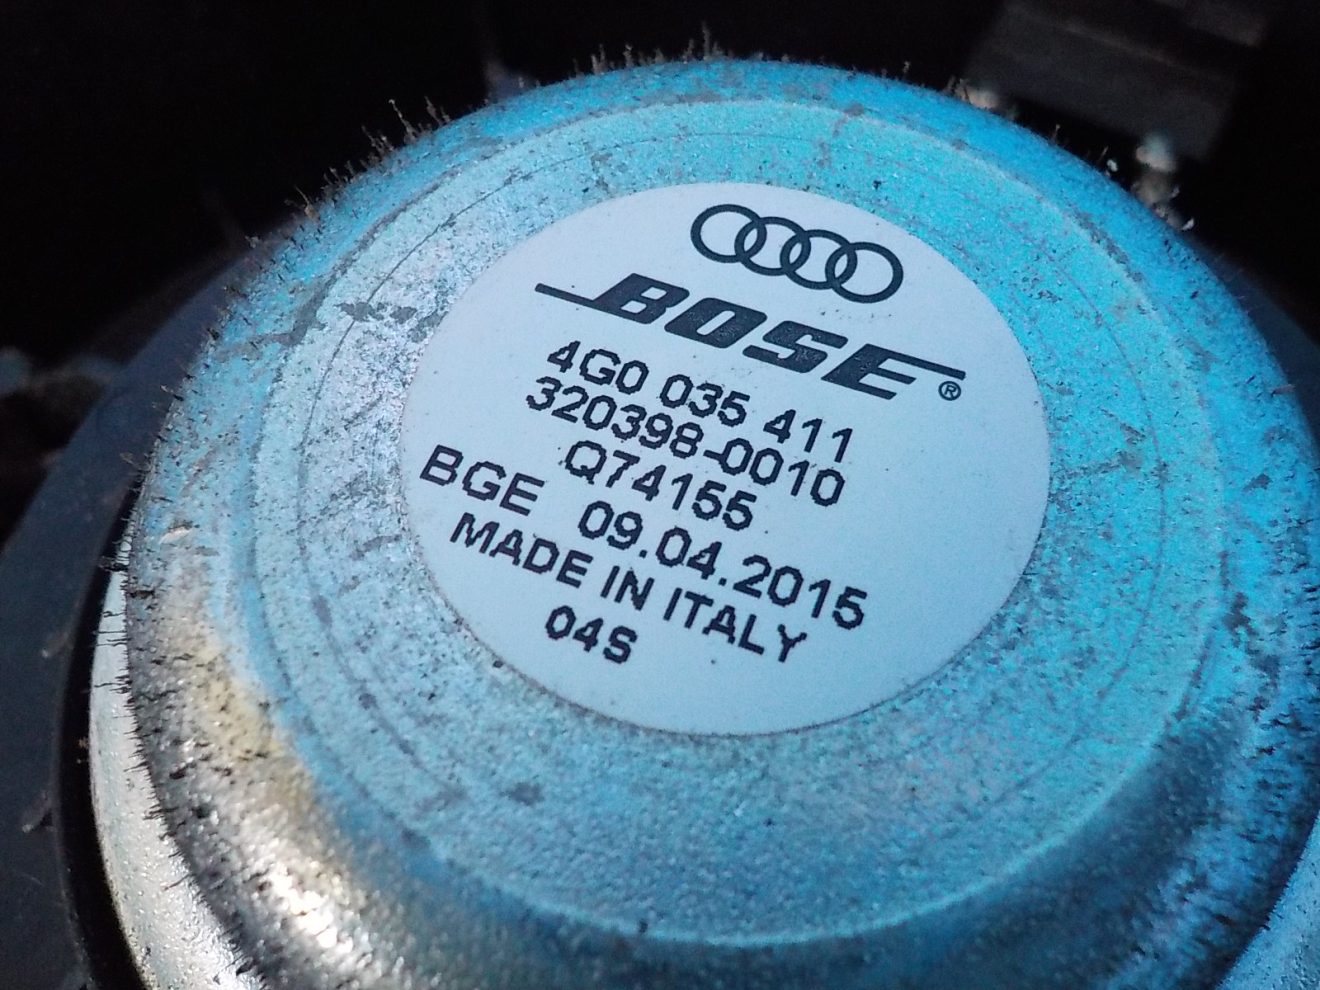 BOSE®
4G0 035 411
320398-0010
Q74155
BGE 09.04.2015
MADE IN ITALY
04S